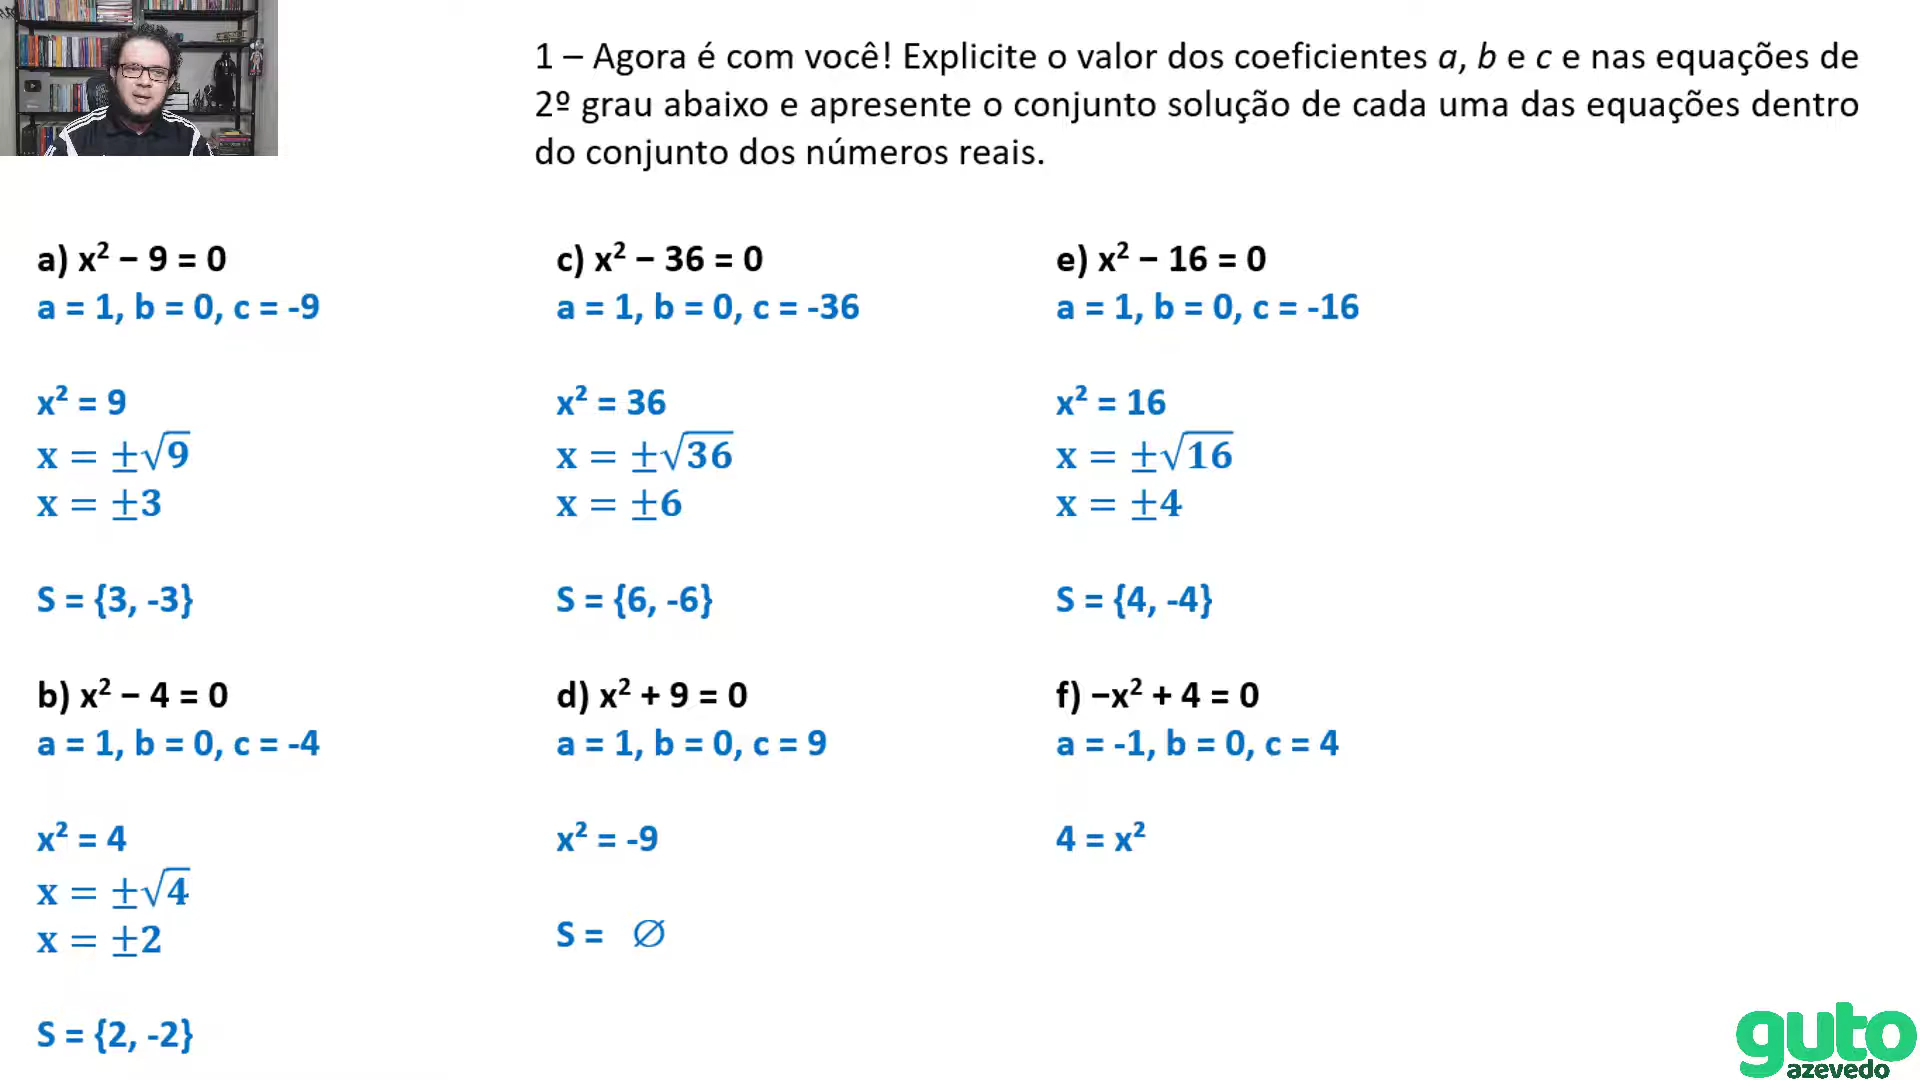 1 – Agora é com você! Explicite o valor dos coeficientes a, b e c e nas equações de
2º grau abaixo e apresente o conjunto solução de cada uma das equações dentro
do conjunto dos números reais.
a) x² − 9 = 0
a = 1, b = 0, c = -9
x² = 9
x = ±√9
x = ±3
S = {3, -3}
b) x² − 4 = 0
a = 1, b = 0, c = -4
x² = 4
x = ±√4
x = ±2
S = {2, -2}
c) x² − 36 = 0
a = 1, b = 0, c = -36
x² = 36
x = ±√36
x = ±6
S = {6, -6}
d) x² + 9 = 0
a = 1, b = 0, c = 9
x² = -9
S = ∅
e) x² − 16 = 0
a = 1, b = 0, c = -16
x² = 16
x = ±√16
x = ±4
S = {4, -4}
f) −x² + 4 = 0
a = -1, b = 0, c = 4
4 = x²
guto
azevedo